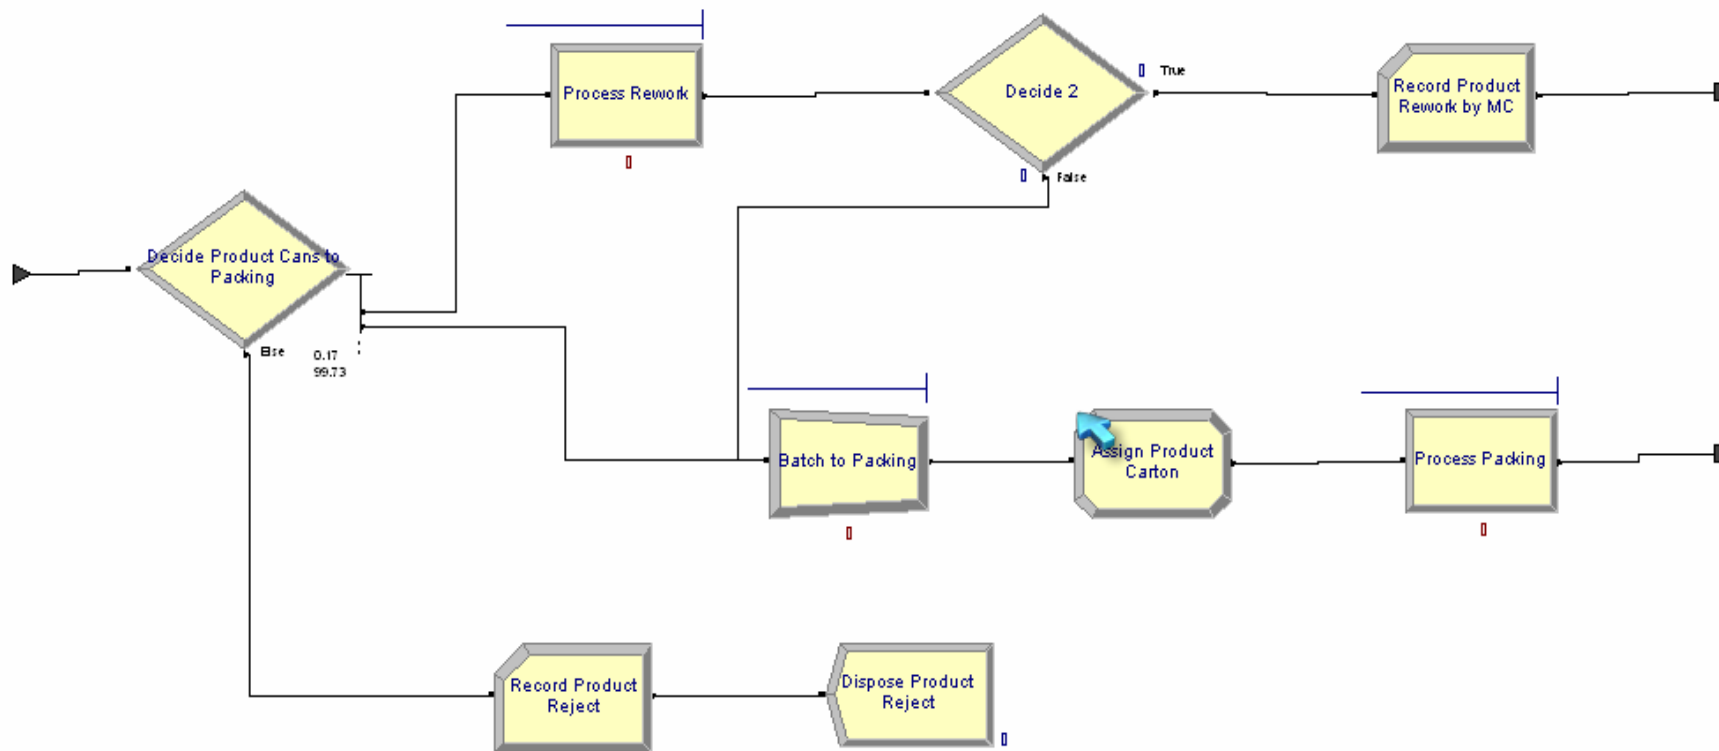 Process Rework
Decide 2
True
Record Product
Rework by MC
False
Decide Product Cans to
Packing
Else
0.17
99.73
Batch to Packing
Assign Product
Carton
Process Packing
Record Product
Reject
Dispose Product
Reject